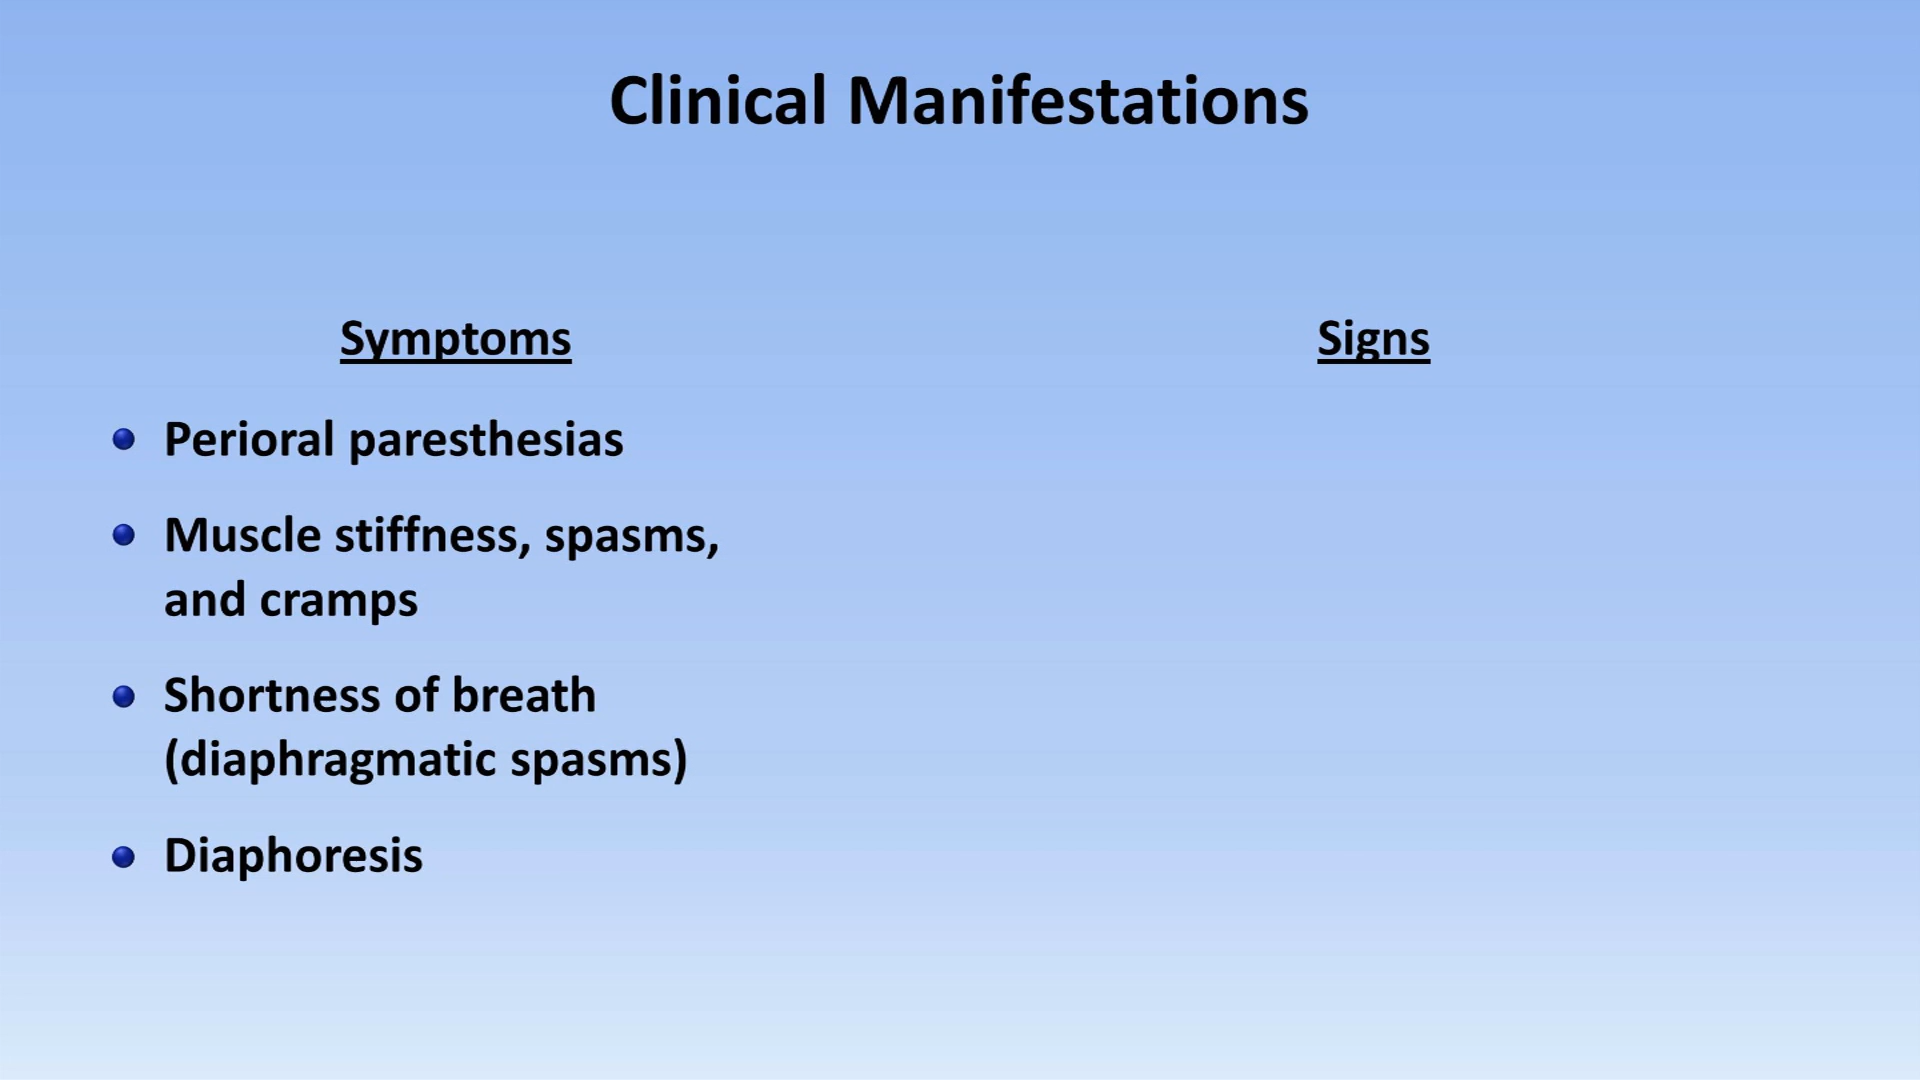 Clinical Manifestations
Symptoms
Perioral paresthesias
Muscle stiffness, spasms,
and cramps
Shortness of breath
(diaphragmatic spasms)
Diaphoresis
Signs